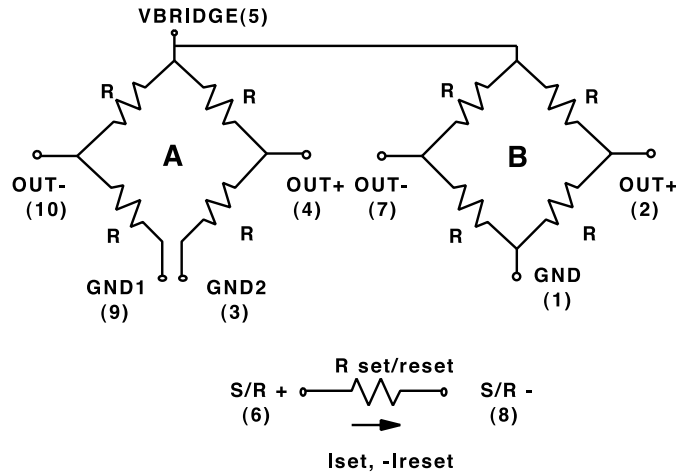 VBRIDGE(5)
R R R R
A B
OUT- OUT+ OUT- OUT+
(10) (4) (7) (2)
R R R R
GND1 GND2 GND
(9) (3) (1)
R set/reset
S/R + S/R -
(6) (8)
Iset, -Ireset